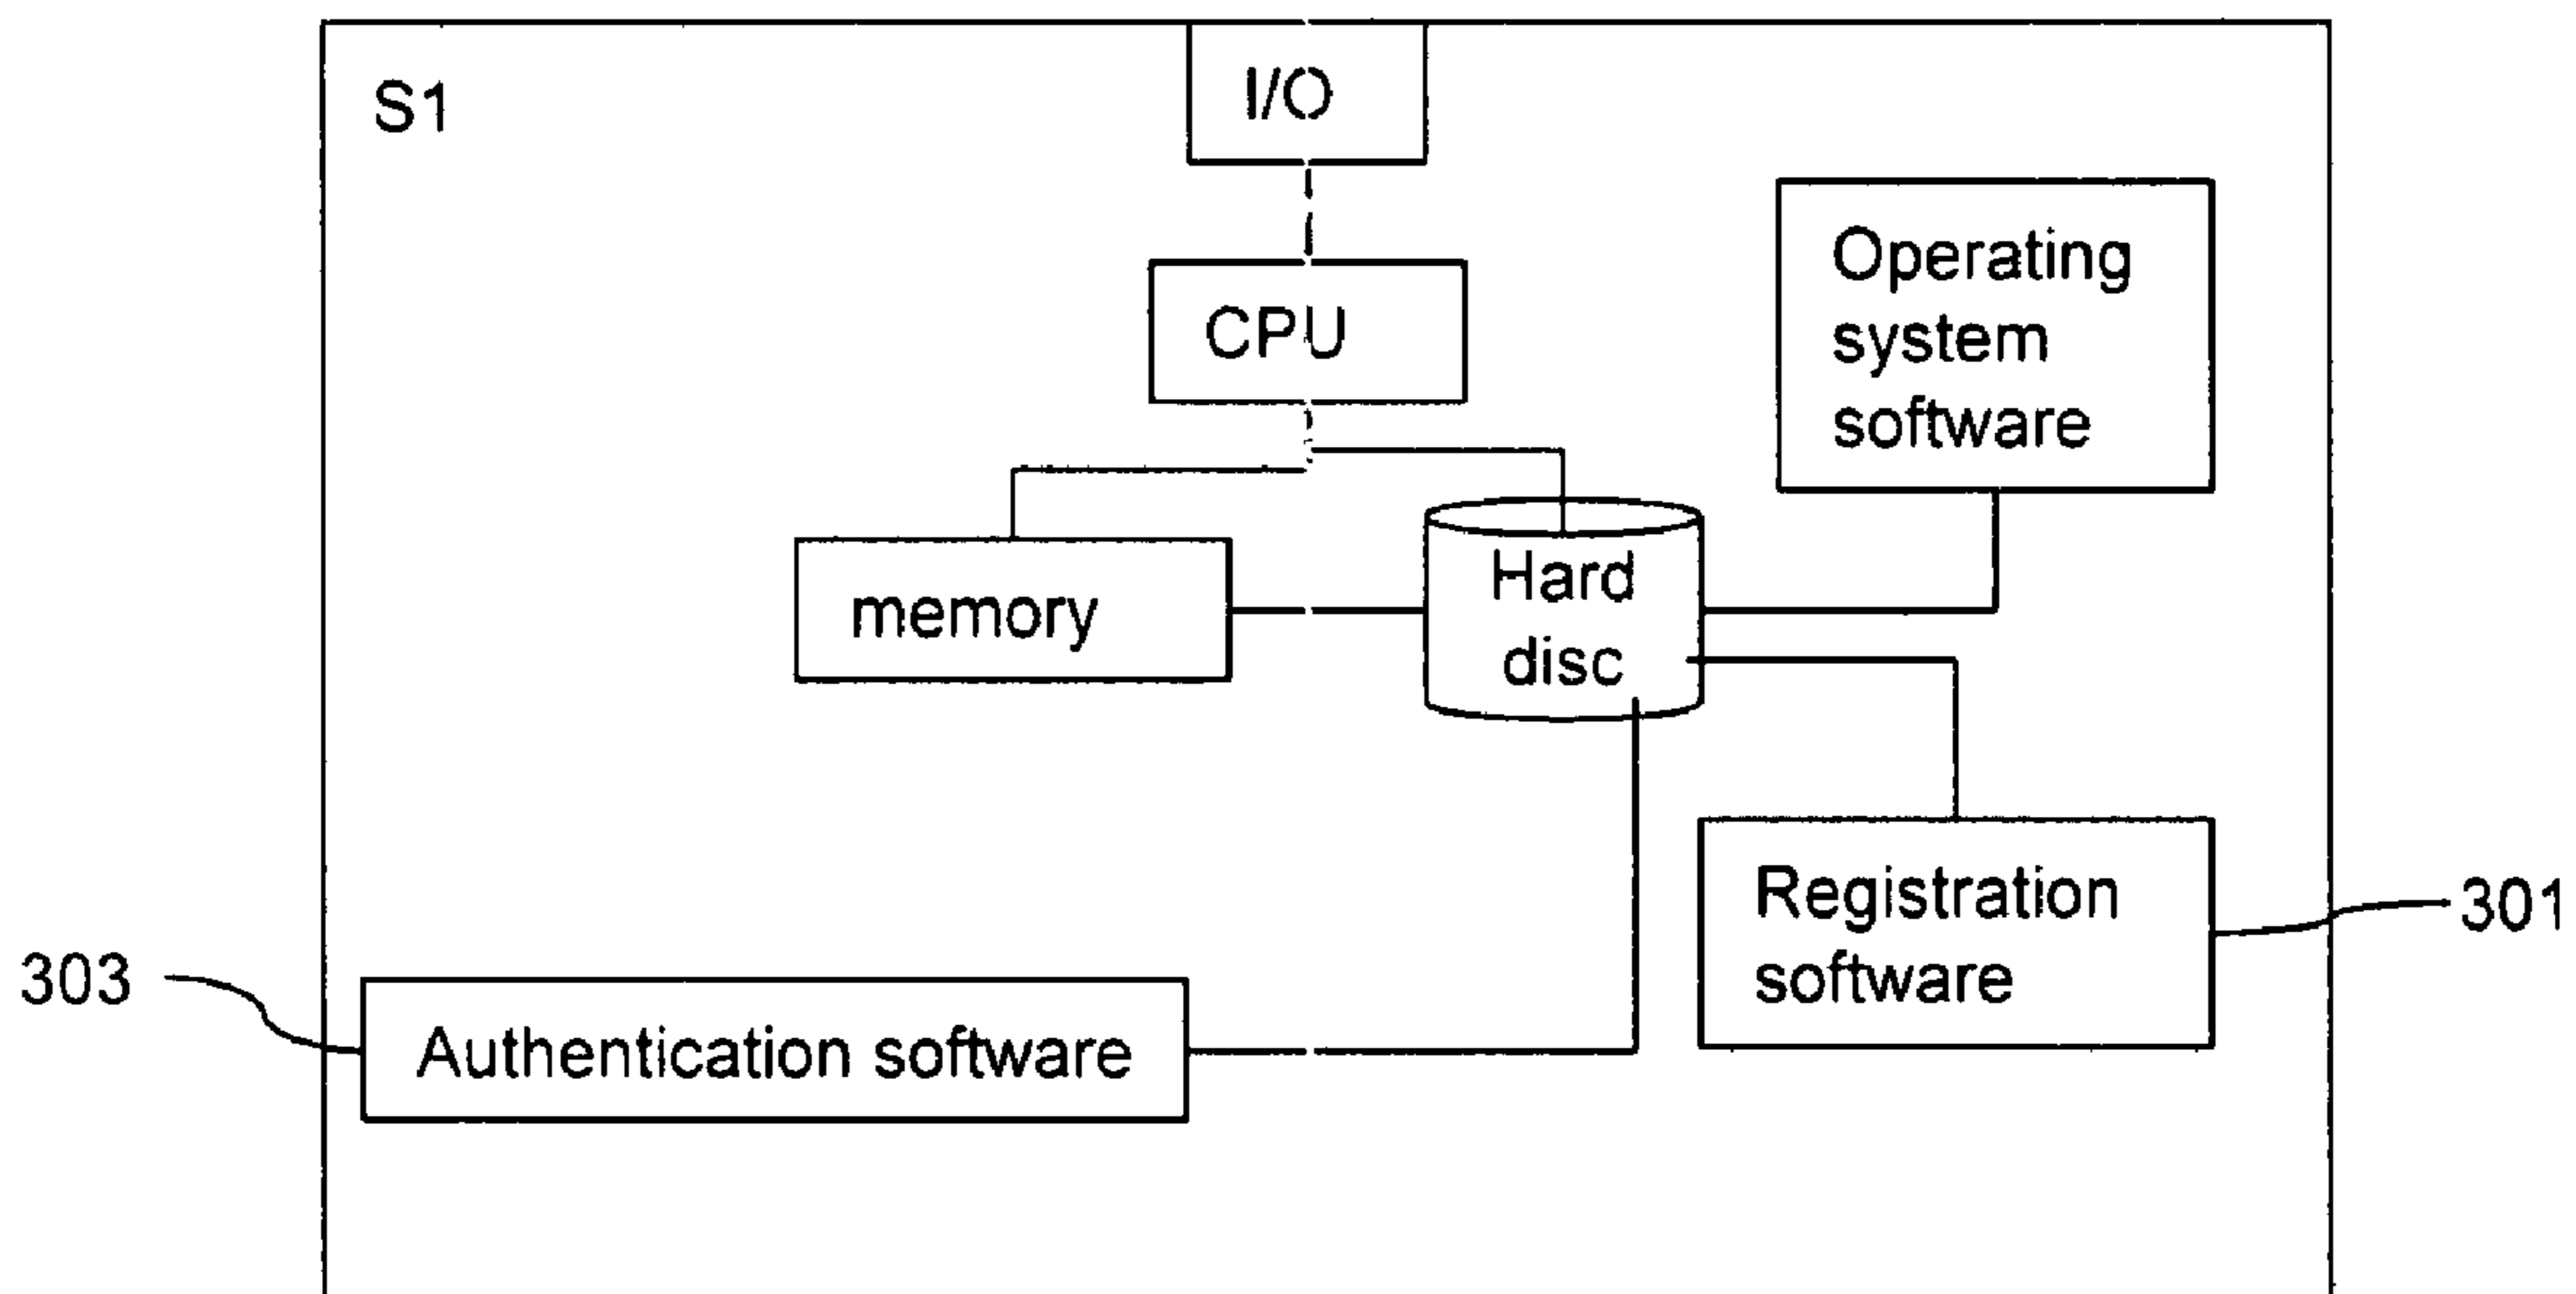 S1
I/O
CPU
Operating
system
software
memory
Hard
disc
Registration
software
301
303
Authentication software